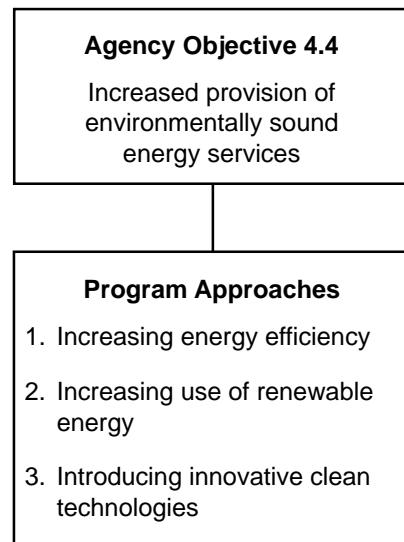 Agency Objective 4.4
Increased provision of
environmentally sound
energy services
Program Approaches
1. Increasing energy efficiency
2. Increasing use of renewable
energy
3. Introducing innovative clean
technologies